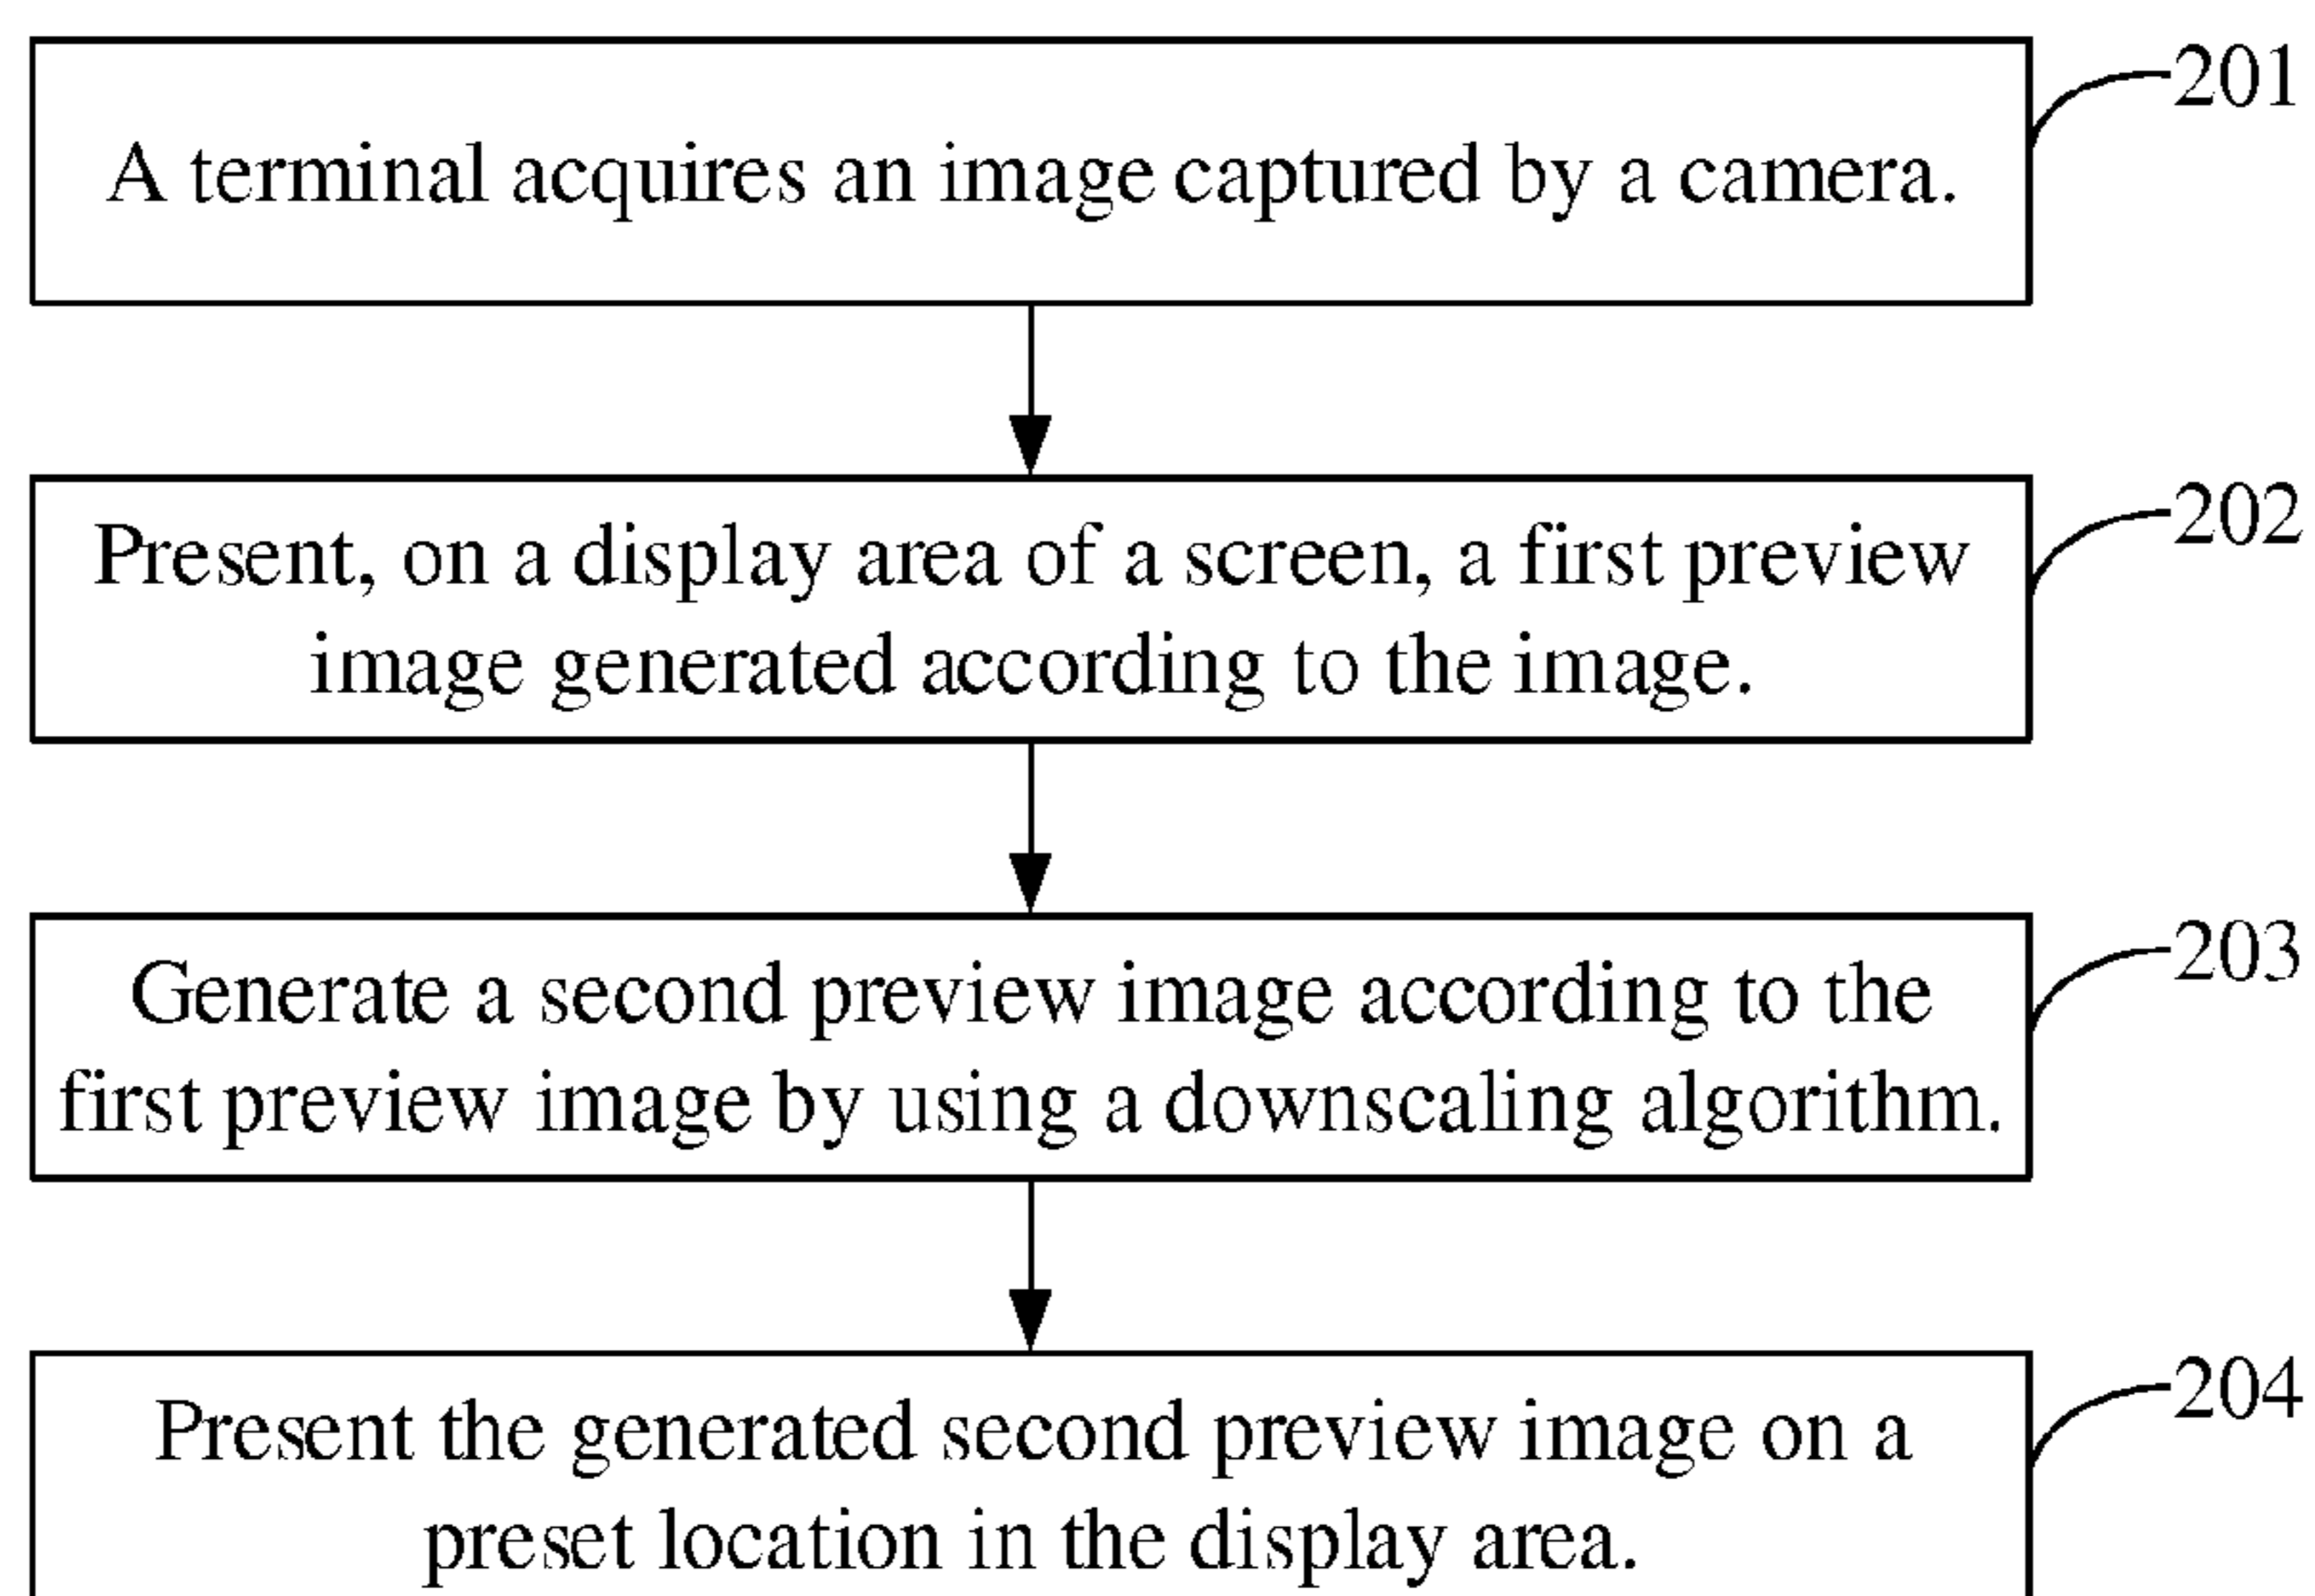 A terminal acquires an image captured by a camera.
201
Present, on a display area of a screen, a first preview
image generated according to the image.
202
Generate a second preview image according to the
first preview image by using a downscaling algorithm.
203
Present the generated second preview image on a
preset location in the display area.
204